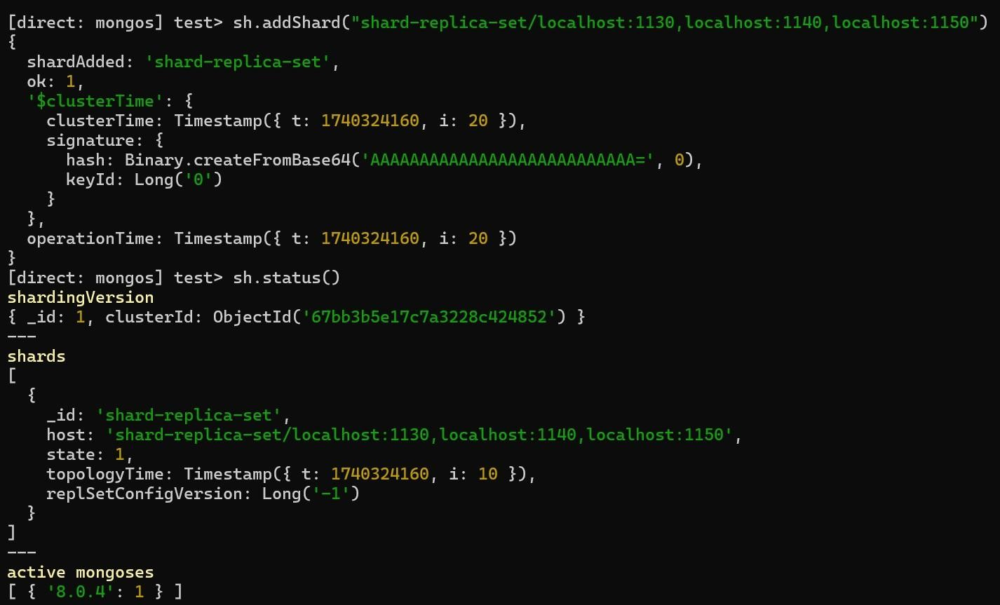 [direct: mongos] test> sh.addShard("shard-replica-set/localhost:1130,localhost:1140,localhost:1150")
{
  shardAdded: 'shard-replica-set',
  ok: 1,
  '$clusterTime': {
    clusterTime: Timestamp({ t: 1740324160, i: 20 }),
    signature: {
      hash: Binary.createFromBase64('AAAAAAAAAAAAAAAAAAAAAAAAAAA=', 0),
      keyId: Long('0')
    }
  },
  operationTime: Timestamp({ t: 1740324160, i: 20 })
}
[direct: mongos] test> sh.status()
shardingVersion
{ _id: 1, clusterId: ObjectId('67bb3b5e17c7a3228c424852') }
---
shards
[
  {
    _id: 'shard-replica-set',
    host: 'shard-replica-set/localhost:1130,localhost:1140,localhost:1150',
    state: 1,
    topologyTime: Timestamp({ t: 1740324160, i: 10 }),
    replSetConfigVersion: Long('-1')
  }
]
---
active mongoses
[ { '8.0.4': 1 } ]